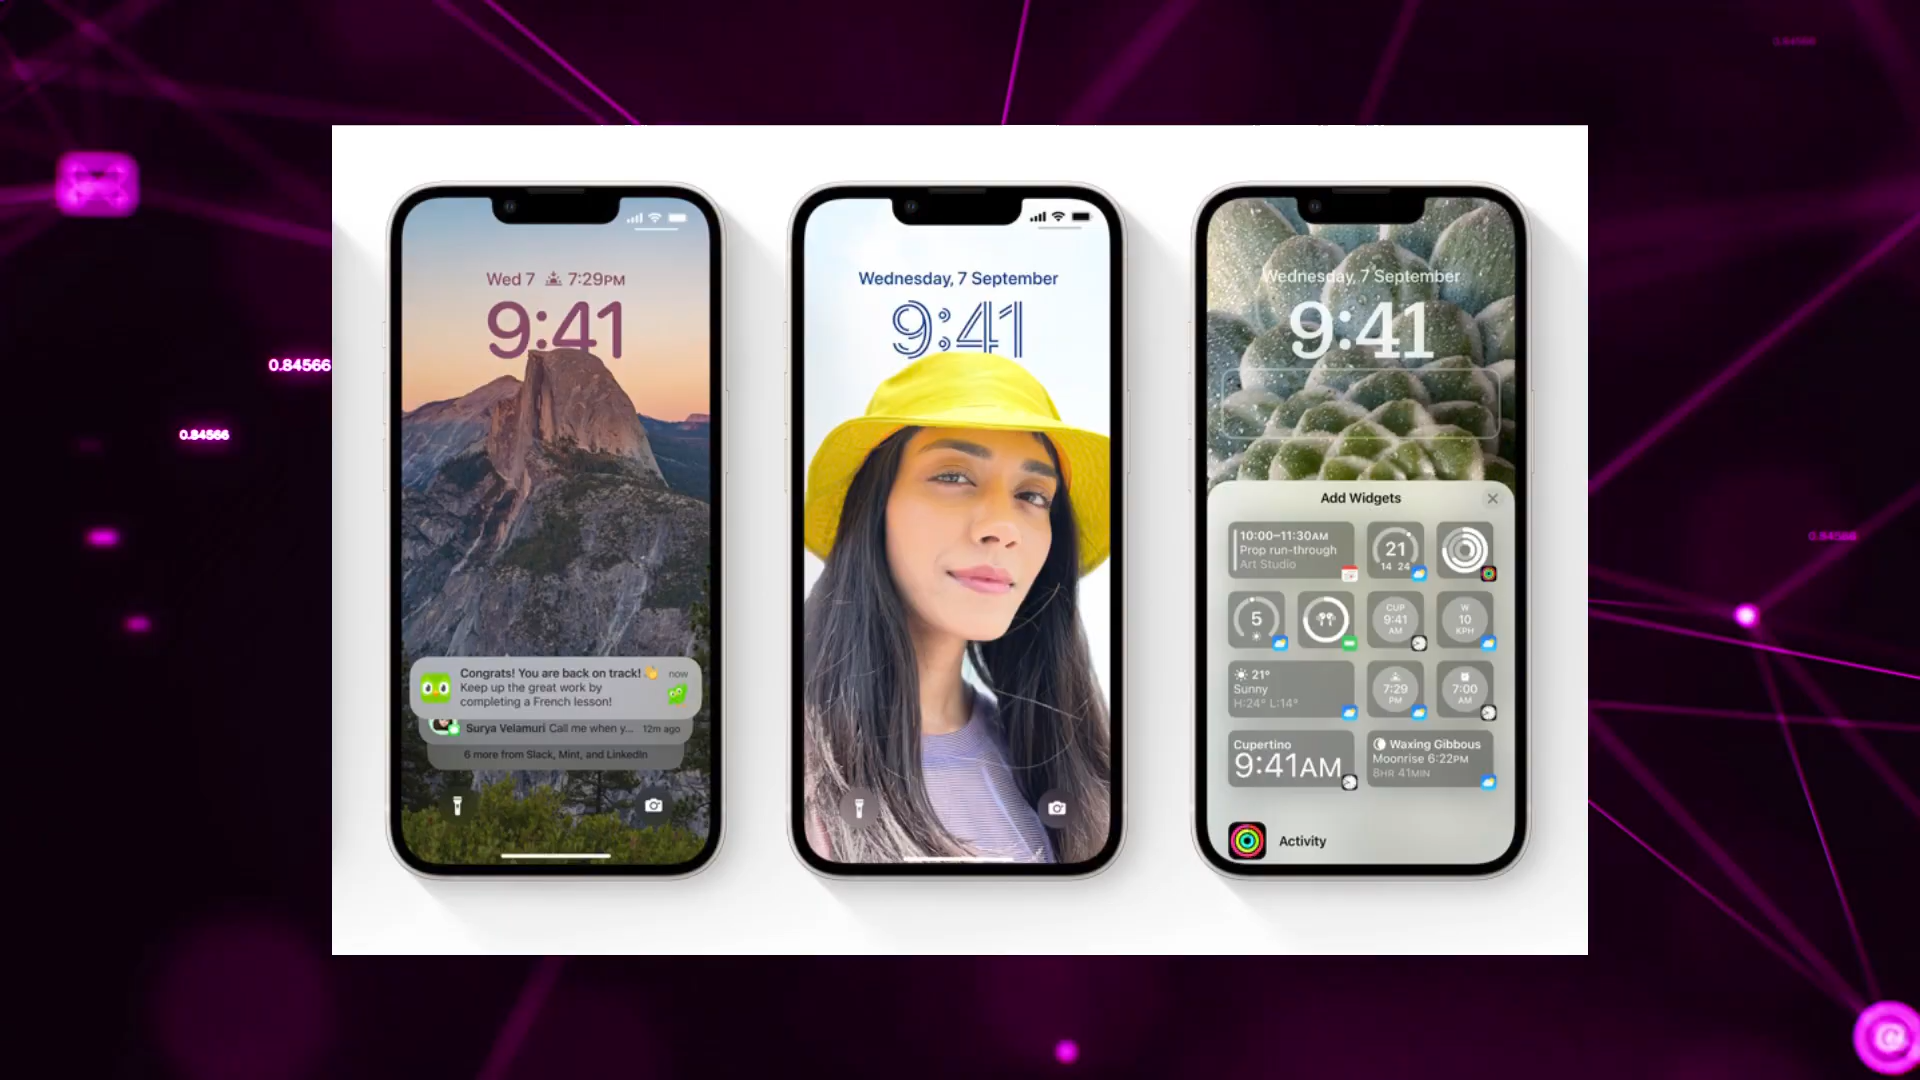 0.84566
0.84566
0.84566
0.84566
Wed 7 7:29PM
9:41
Congrats! You are back on track! 👏 now
Keep up the great work by
completing a French lesson!
Surya Velamuri Call me when y... 12m ago
6 more from Slack, Mint, and LinkedIn
Wednesday, 7 September
9:41
Wednesday, 7 September
9:41
Add Widgets
10:00–11:30AM
Prop run-through
Art Studio
21
14 24
5
CUP
9:41
AM
W
10
KPH
21°
Sunny
H:24° L:14°
7:29
PM
7:00
AM
Cupertino
9:41AM
Waxing Gibbous
Moonrise 6:22PM
8HR 41MIN
Activity